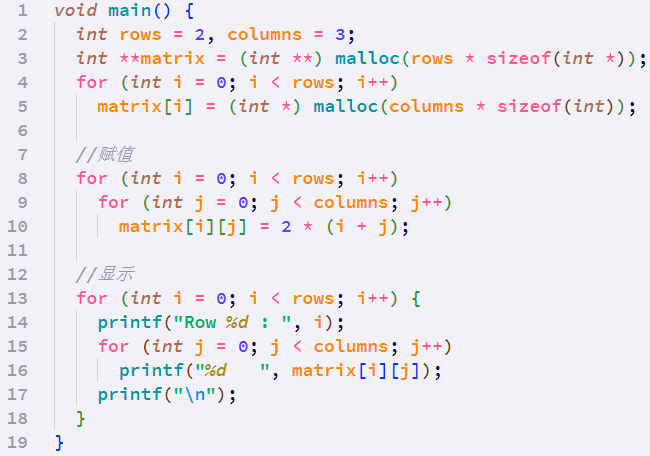 1 void main() {
2 int rows = 2, columns = 3;
3 int **matrix = (int **) malloc(rows * sizeof(int *));
4 for (int i = 0; i < rows; i++)
5 matrix[i] = (int *) malloc(columns * sizeof(int));
6
7 //赋值
8 for (int i = 0; i < rows; i++)
9 for (int j = 0; j < columns; j++)
10 matrix[i][j] = 2 * (i + j);
11
12 //显示
13 for (int i = 0; i < rows; i++) {
14 printf("Row %d : ", i);
15 for (int j = 0; j < columns; j++)
16 printf("%d   ", matrix[i][j]);
17 printf("\n");
18 }
19 }